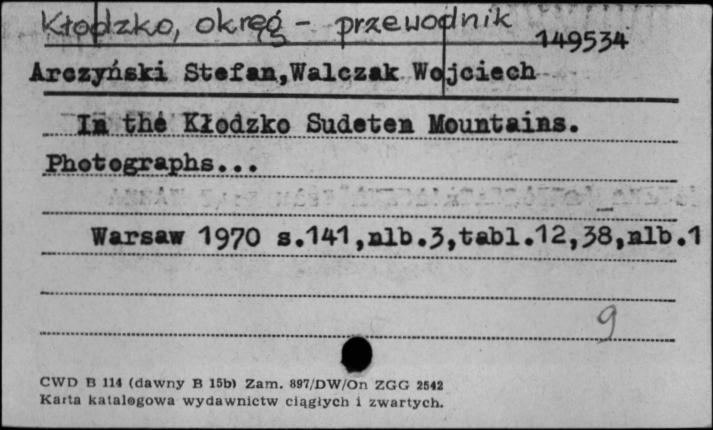 Kłodzko, okręg - przewodnik
149534
Arczyński Stefan,Walczak Wojciech
In the Kłodzko Sudeten Mountains.
Photographs...
Warsaw 1970 s.141,nlb.3,tabl.12,38,nlb.1
9
CWD B 114 (dawny B 15b) Zam. 897/DW/On ZGG 2542
Karta katalogowa wydawnictw ciągłych i zwartych.